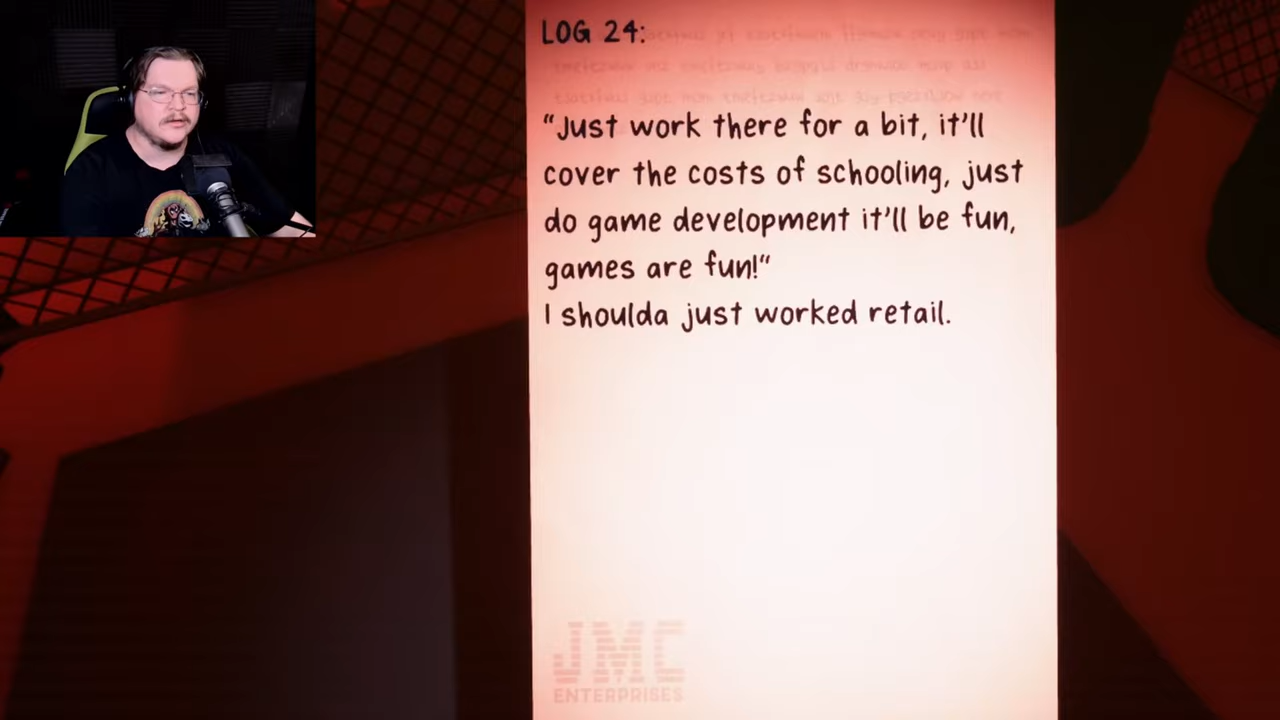 LOG 24:
"Just work there for a bit, it'll
cover the costs of schooling, just
do game development it'll be fun,
games are fun!"
I shoulda just worked retail.
JMC
ENTERPRISES